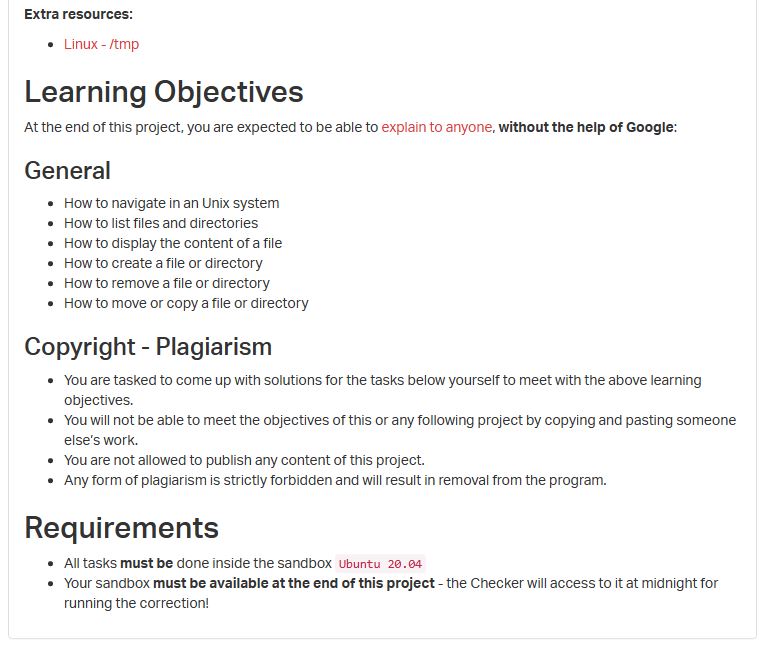 Extra resources:
Linux - /tmp
Learning Objectives
At the end of this project, you are expected to be able to explain to anyone, without the help of Google:
General
How to navigate in an Unix system
How to list files and directories
How to display the content of a file
How to create a file or directory
How to remove a file or directory
How to move or copy a file or directory
Copyright - Plagiarism
You are tasked to come up with solutions for the tasks below yourself to meet with the above learning
objectives.
You will not be able to meet the objectives of this or any following project by copying and pasting someone
else’s work.
You are not allowed to publish any content of this project.
Any form of plagiarism is strictly forbidden and will result in removal from the program.
Requirements
All tasks must be done inside the sandbox Ubuntu 20.04
Your sandbox must be available at the end of this project - the Checker will access to it at midnight for
running the correction!